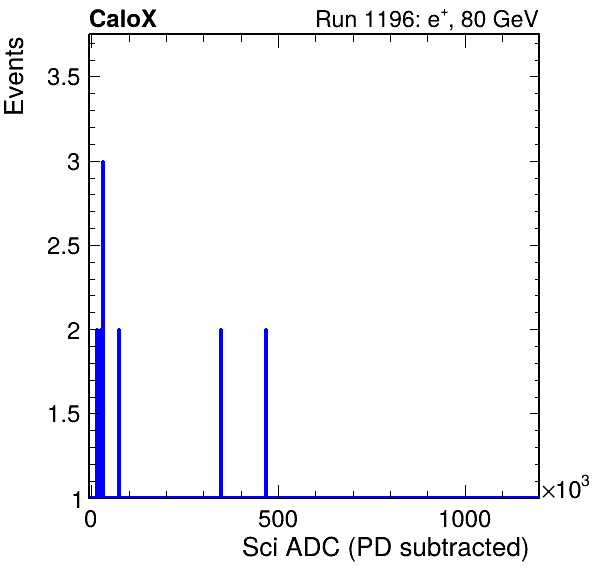 CaloX Run 1196: e⁺, 80 GeV
Events
3.5
3
2.5
2
1.5
1
0 500 1000
×10³
Sci ADC (PD subtracted)